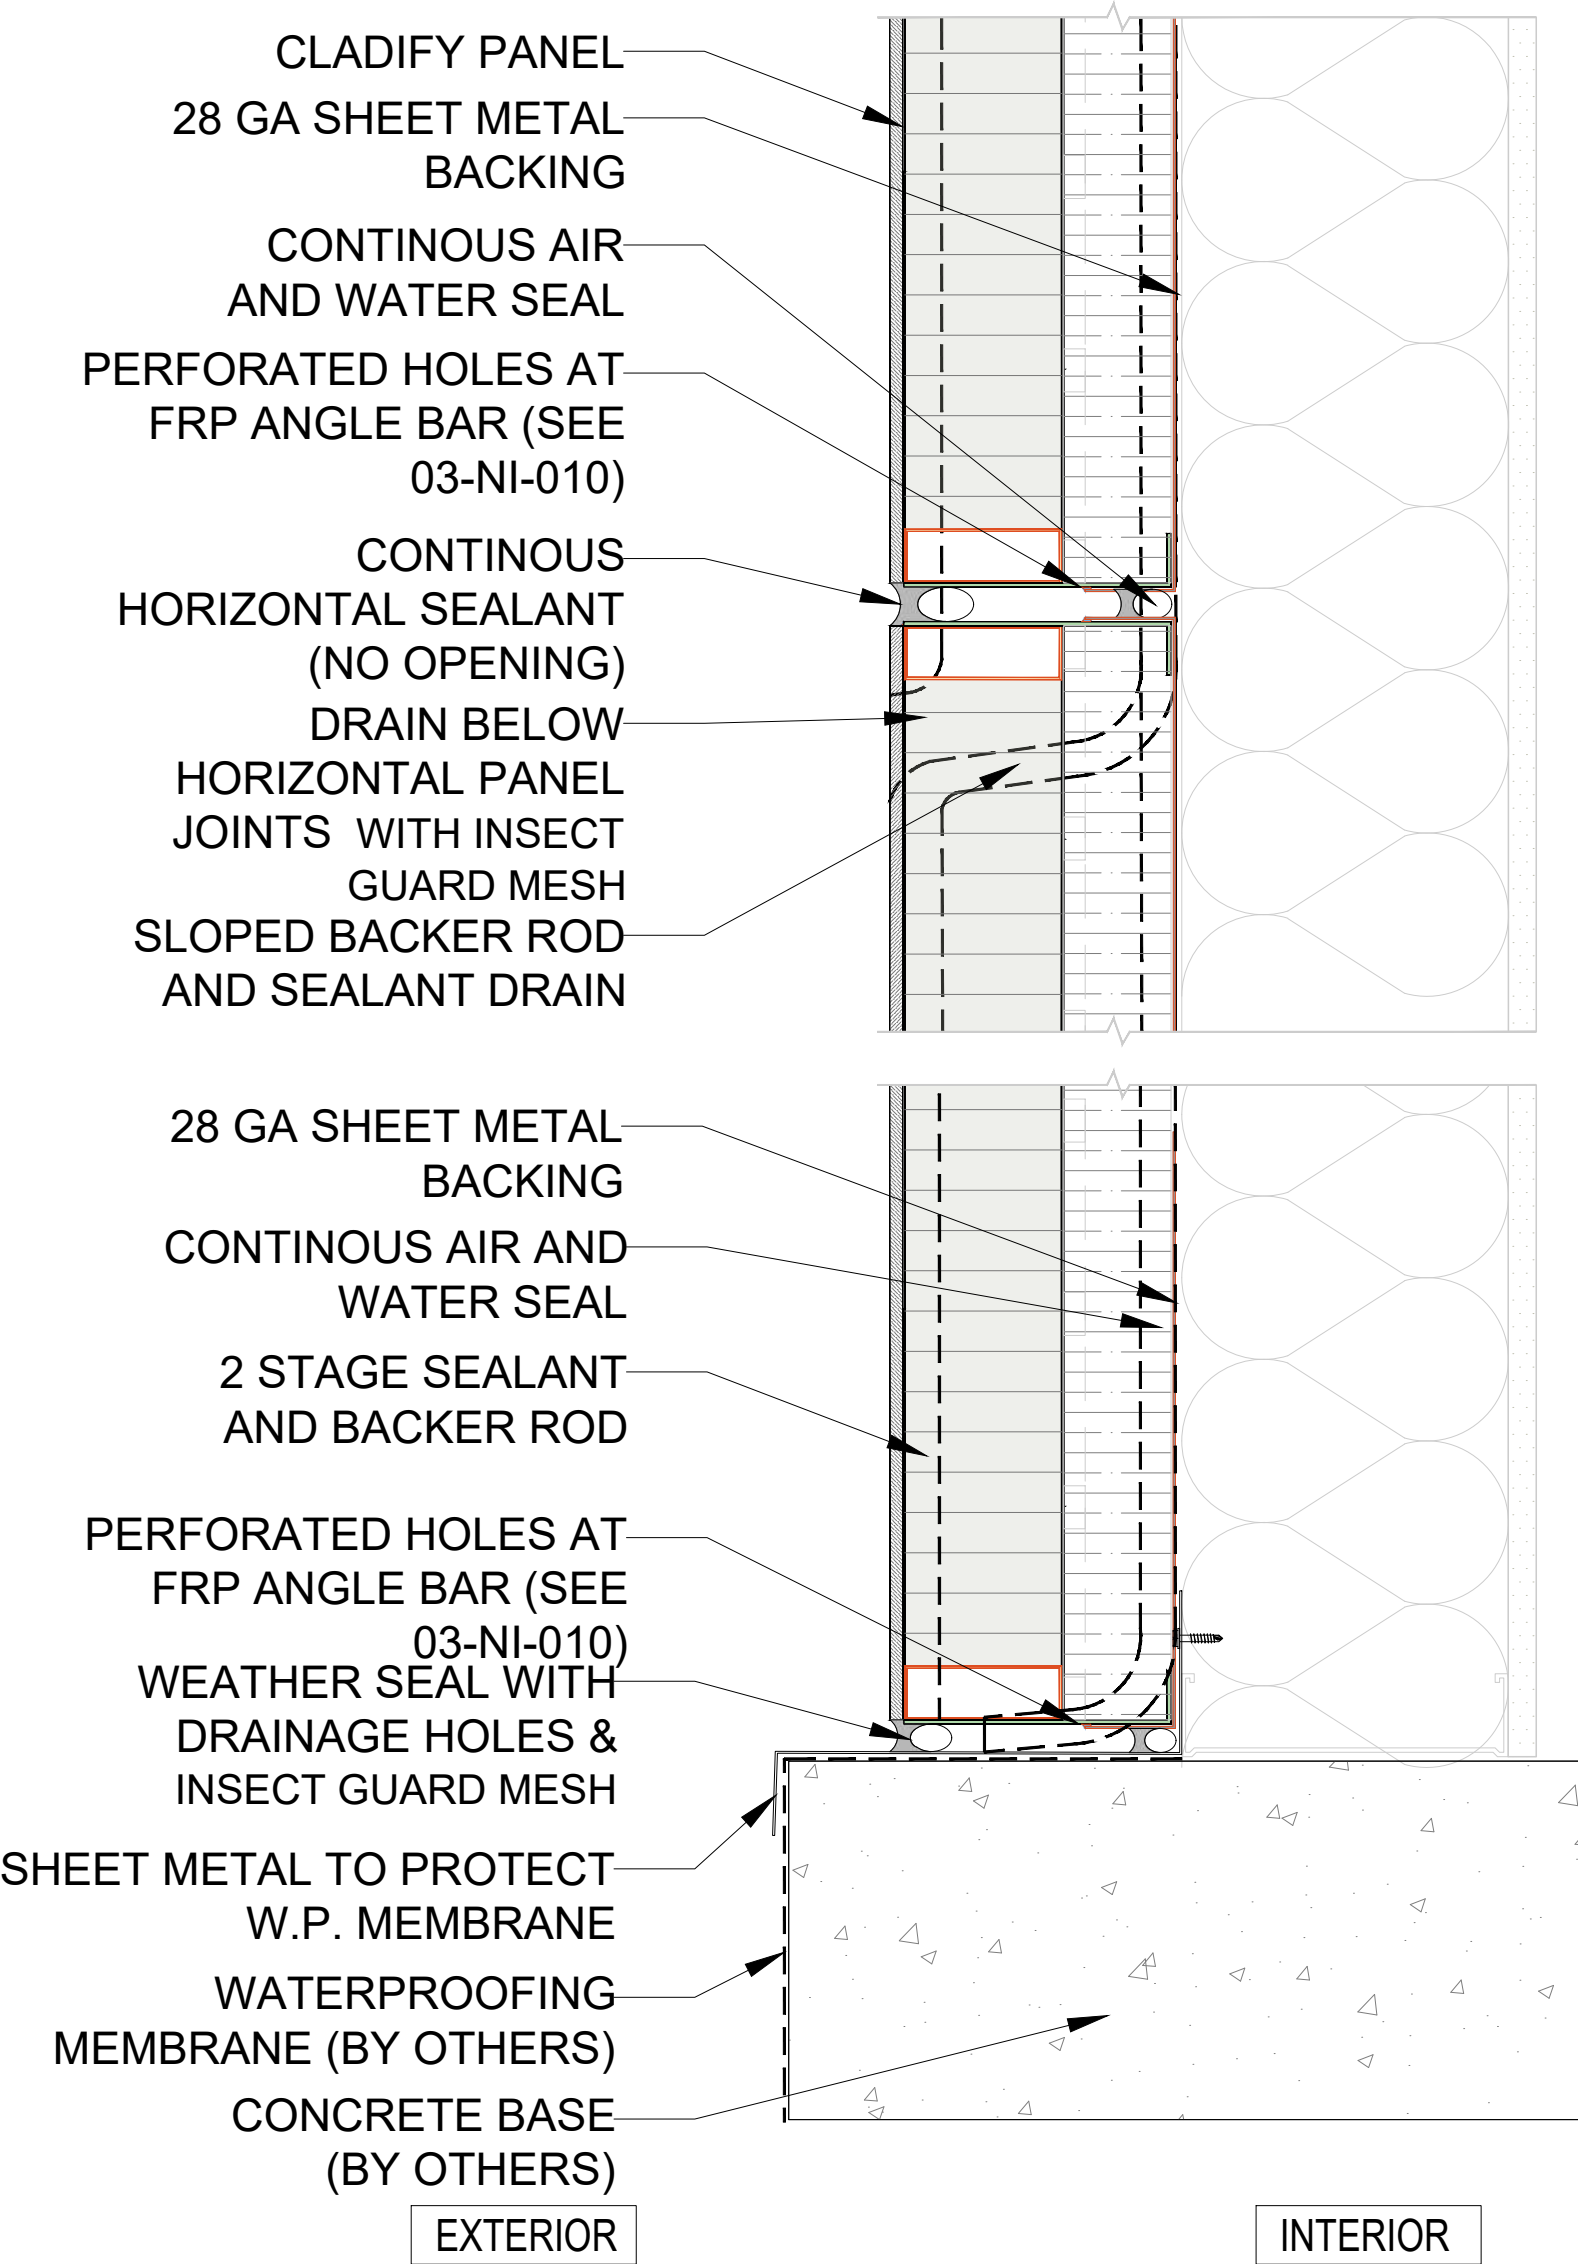 CLADIFY PANEL
28 GA SHEET METAL
BACKING
CONTINOUS AIR
AND WATER SEAL
PERFORATED HOLES AT
FRP ANGLE BAR (SEE
03-NI-010)
CONTINOUS
HORIZONTAL SEALANT
(NO OPENING)
DRAIN BELOW
HORIZONTAL PANEL
JOINTS WITH INSECT
GUARD MESH
SLOPED BACKER ROD
AND SEALANT DRAIN
28 GA SHEET METAL
BACKING
CONTINOUS AIR AND
WATER SEAL
2 STAGE SEALANT
AND BACKER ROD
PERFORATED HOLES AT
FRP ANGLE BAR (SEE
03-NI-010)
WEATHER SEAL WITH
DRAINAGE HOLES &
INSECT GUARD MESH
SHEET METAL TO PROTECT
W.P. MEMBRANE
WATERPROOFING
MEMBRANE (BY OTHERS)
CONCRETE BASE
(BY OTHERS)
EXTERIOR
INTERIOR